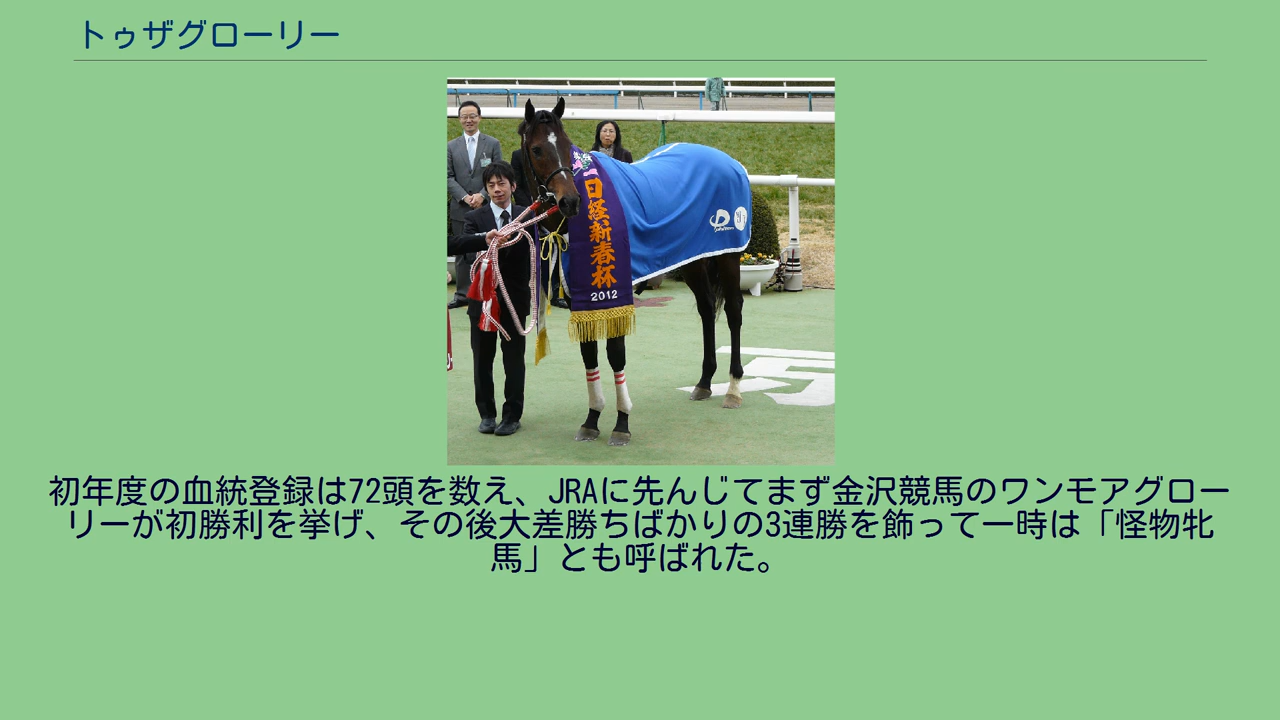 トゥザグローリー
日経新春杯
2012
初年度の血統登録は72頭を数え、JRAに先んじてまず金沢競馬のワンモアグロー
リーが初勝利を挙げ、その後大差勝ちばかりの3連勝を飾って一時は「怪物牝
馬」とも呼ばれた。